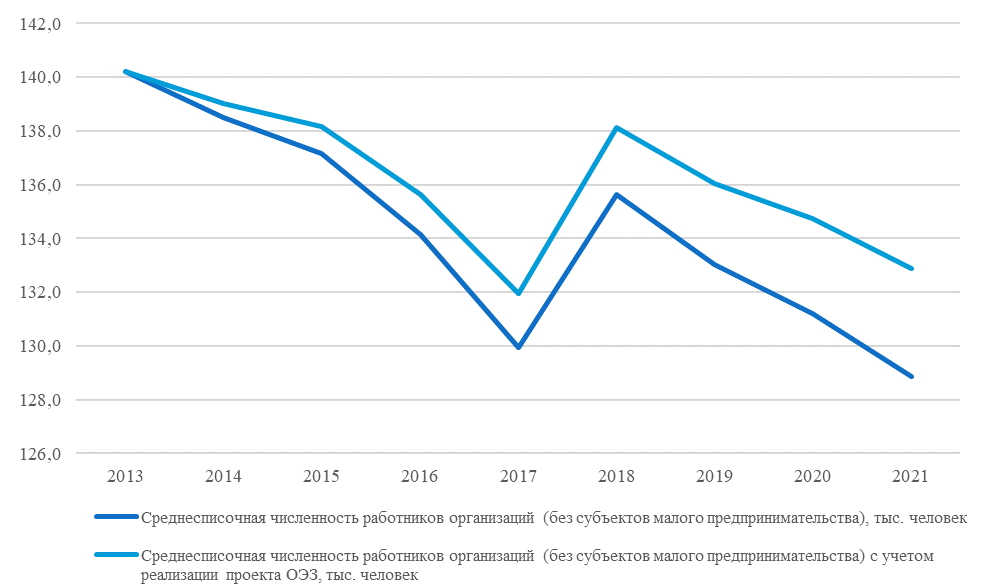 142,0
140,0
138,0
136,0
134,0
132,0
130,0
128,0
126,0
2013 2014 2015 2016 2017 2018 2019 2020 2021
Среднесписочная численность работников организаций (без субъектов малого предпринимательства), тыс. человек
Среднесписочная численность работников организаций (без субъектов малого предпринимательства) с учетом
реализации проекта ОЭЗ, тыс. человек